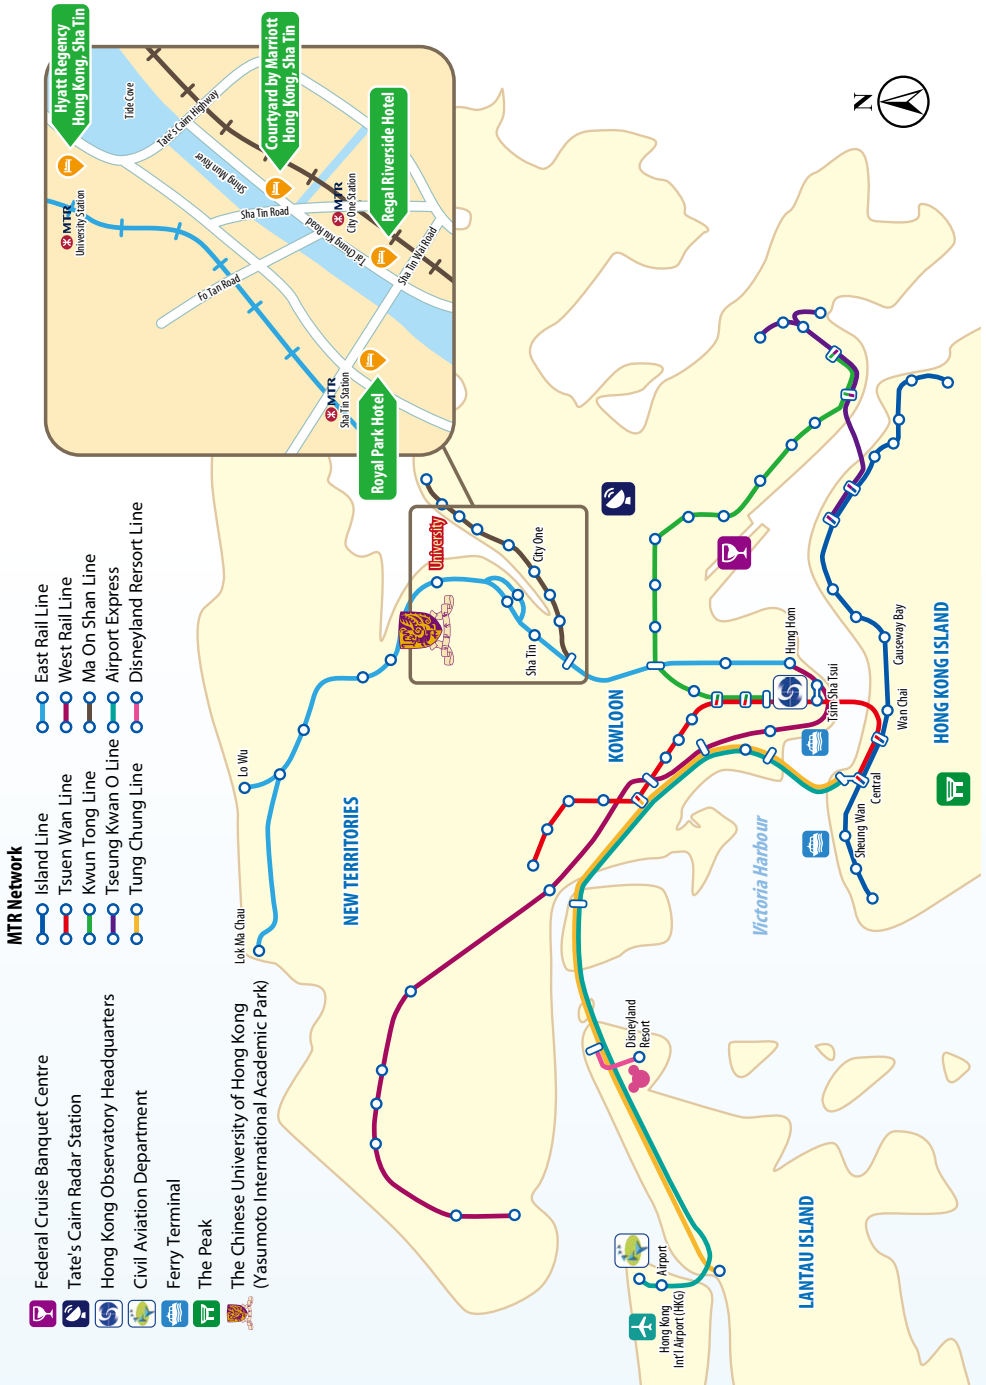 MTR Network
Island Line
Tsuen Wan Line
Kwun Tong Line
Tseung Kwan O Line
Tung Chung Line
East Rail Line
West Rail Line
Ma On Shan Line
Airport Express
Disneyland Rersort Line
Federal Cruise Banquet Centre
Tate's Cairn Radar Station
Hong Kong Observatory Headquarters
Civil Aviation Department
Ferry Terminal
The Peak
The Chinese University of Hong Kong
(Yasumoto International Academic Park)
Hyatt Regency
Hong Kong, Sha Tin
Courtyard by Marriott
Hong Kong, Sha Tin
Regal Riverside Hotel
Royal Park Hotel
MTR
University Station
MTR
City One Station
MTR
Sha Tin Station
Tide Cove
Tate's Cairn Highway
Shing Mun River
Sha Tin Road
Tai Chung Kiu Road
Fo Tan Road
Sha Tin Wai Road
N
Lok Ma Chau
Lo Wu
University
City One
Sha Tin
NEW TERRITORIES
KOWLOON
Hung Hom
Tsim Sha Tsui
Victoria Harbour
Central
Sheung Wan
Wan Chai
Causeway Bay
HONG KONG ISLAND
Disneyland
Resort
Airport
Hong Kong
Int'l Airport (HKG)
LANTAU ISLAND